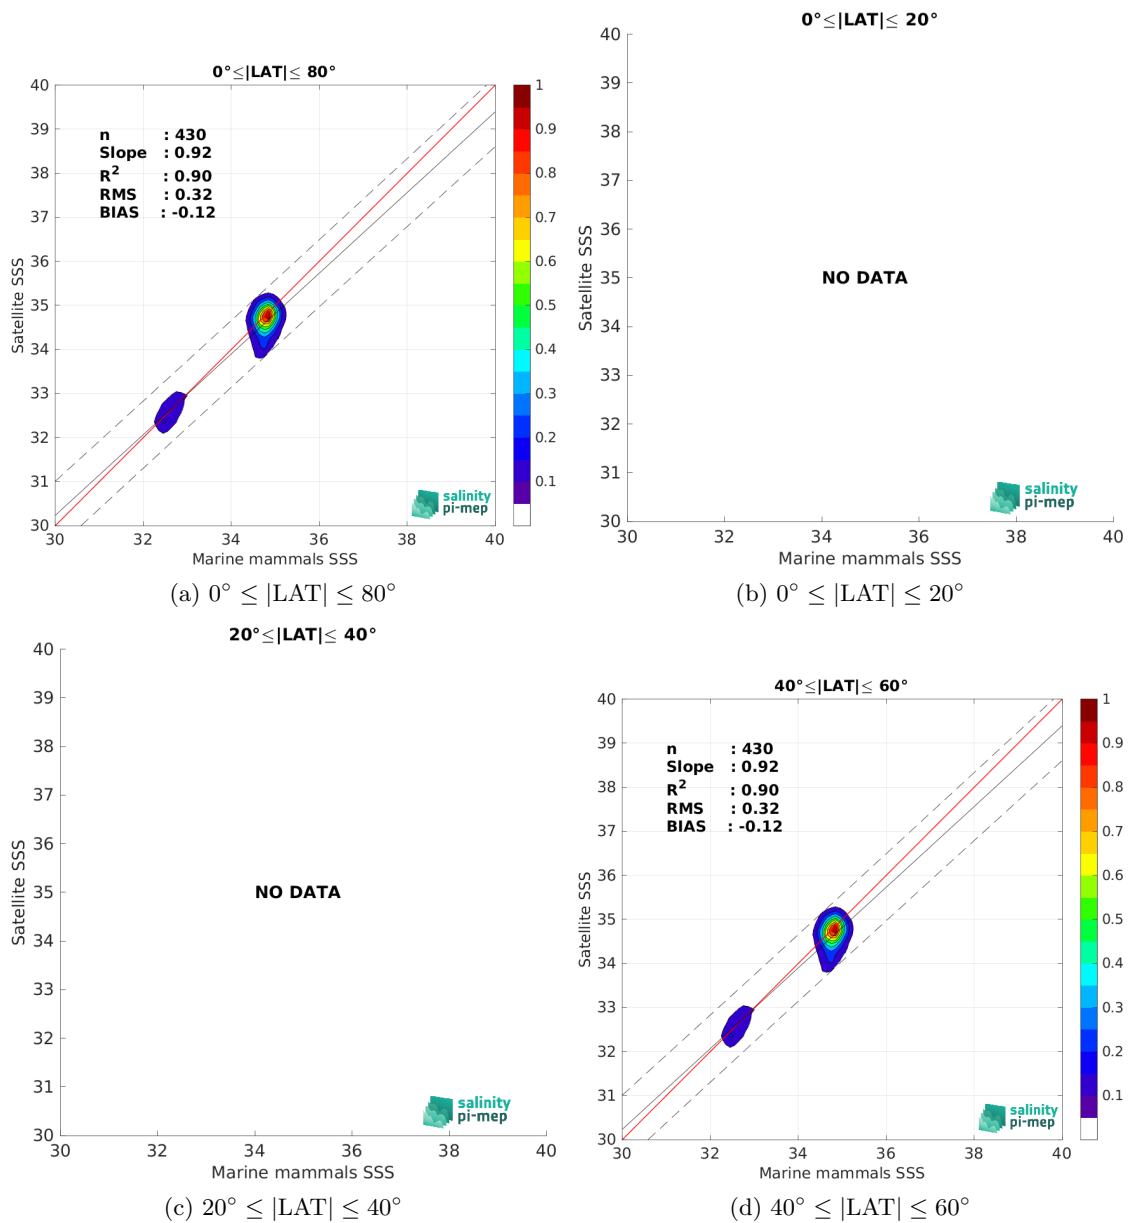 0°≤|LAT|≤ 80°
40
39
38
37
36
35
34
33
32
31
30
n : 430
Slope : 0.92
R² : 0.90
RMS : 0.32
BIAS : -0.12
Satellite SSS
30 32 34 36 38 40
Marine mammals SSS
salinity
pi-mep
1
0.9
0.8
0.7
0.6
0.5
0.4
0.3
0.2
0.1
(a) 0° ≤ |LAT| ≤ 80°
0°≤|LAT|≤ 20°
40
39
38
37
36
35
34
33
32
31
30
Satellite SSS
NO DATA
salinity
pi-mep
30 32 34 36 38 40
Marine mammals SSS
(b) 0° ≤ |LAT| ≤ 20°
20°≤|LAT|≤ 40°
40
39
38
37
36
35
34
33
32
31
30
Satellite SSS
NO DATA
salinity
pi-mep
30 32 34 36 38 40
Marine mammals SSS
(c) 20° ≤ |LAT| ≤ 40°
40°≤|LAT|≤ 60°
40
39
38
37
36
35
34
33
32
31
30
n : 430
Slope : 0.92
R² : 0.90
RMS : 0.32
BIAS : -0.12
Satellite SSS
30 32 34 36 38 40
Marine mammals SSS
salinity
pi-mep
1
0.9
0.8
0.7
0.6
0.5
0.4
0.3
0.2
0.1
(d) 40° ≤ |LAT| ≤ 60°